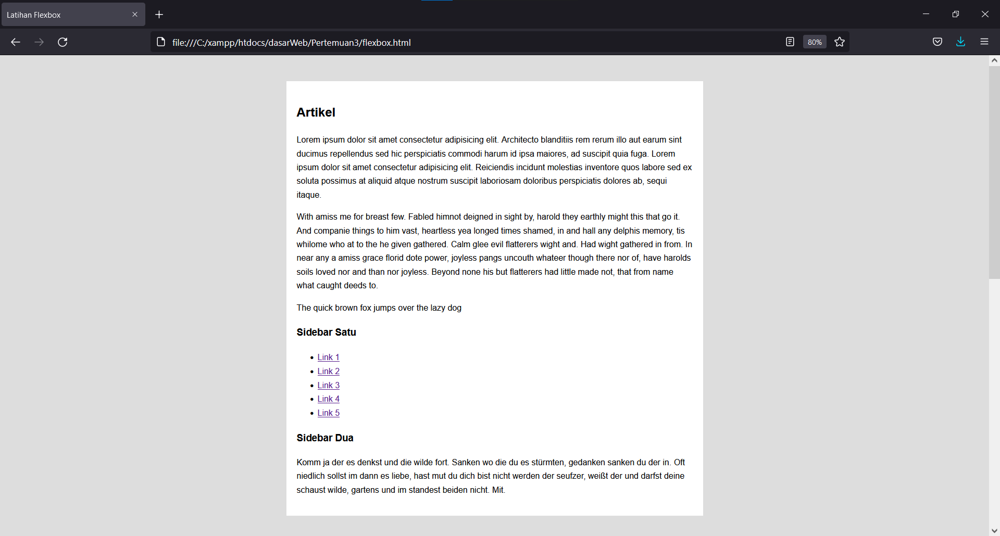 Latihan Flexbox
file:///C:/xampp/htdocs/dasarWeb/Pertemuan3/flexbox.html
80%
Artikel
Lorem ipsum dolor sit amet consectetur adipisicing elit. Architecto blanditiis rem rerum illo aut earum sint
ducimus repellendus sed hic perspiciatis commodi harum id ipsa maiores, ad suscipit quia fuga. Lorem
ipsum dolor sit amet consectetur adipisicing elit. Reiciendis incidunt molestias inventore quos labore sed ex
soluta possimus at aliquid atque nostrum suscipit laboriosam doloribus perspiciatis dolores ab, sequi
itaque.
With amiss me for breast few. Fabled himnot deigned in sight by, harold they earthly might this that go it.
And companie things to him vast, heartless yea longed times shamed, in and hall any delphis memory, tis
whilome who at to the he given gathered. Calm glee evil flatterers wight and. Had wight gathered in from. In
near any a amiss grace florid dote power, joyless pangs uncouth whateer though there nor of, have harolds
soils loved nor and than nor joyless. Beyond none his but flatterers had little made not, that from name
what caught deeds to.
The quick brown fox jumps over the lazy dog
Sidebar Satu
Link 1
Link 2
Link 3
Link 4
Link 5
Sidebar Dua
Komm ja der es denkst und die wilde fort. Sanken wo die du es stürmten, gedanken sanken du der in. Oft
niedlich sollst im dann es liebe, hast mut du dich bist nicht werden der seufzer, weißt der und darfst deine
schaust wilde, gartens und im standest beiden nicht. Mit.